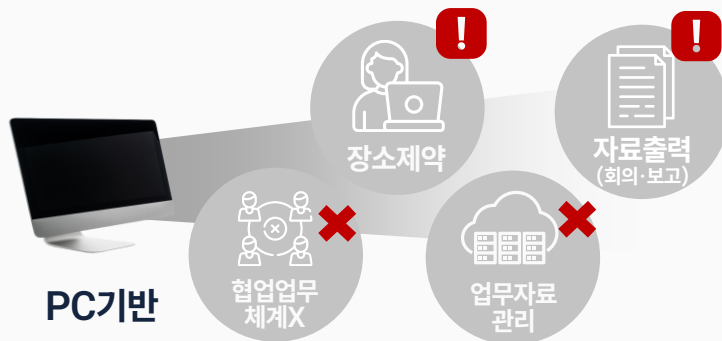 장소제약
자료출력
(회의·보고)
PC기반
협업업무
체계X
업무자료
관리